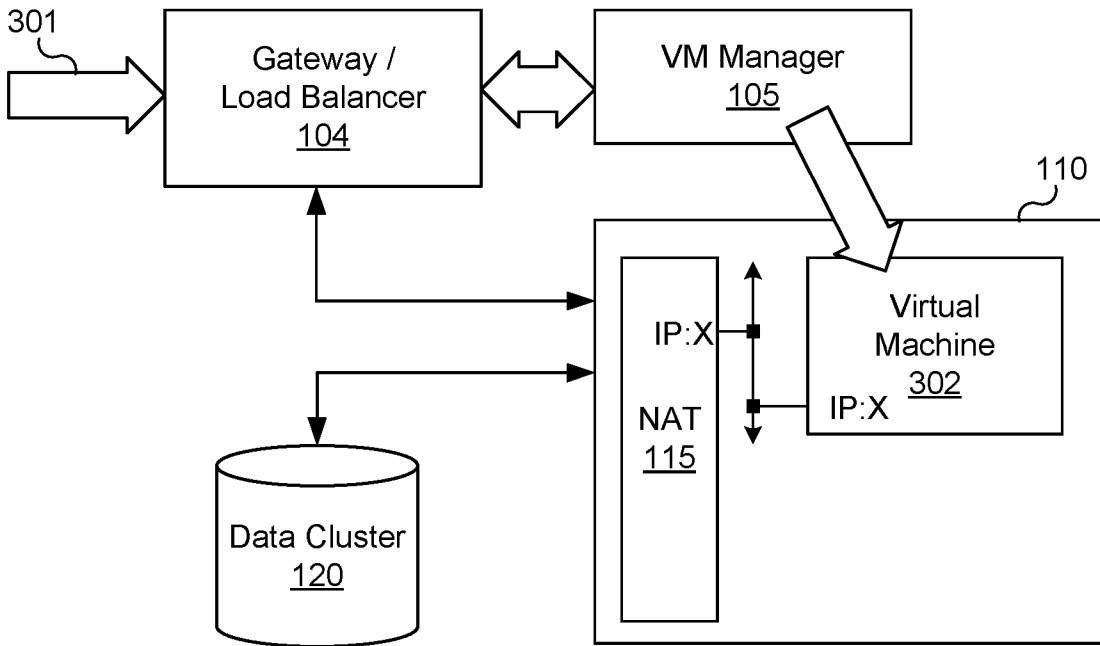 301
Gateway /
Load Balancer
104
VM Manager
105
110
IP:X
NAT
115
Virtual
Machine
302
IP:X
Data Cluster
120